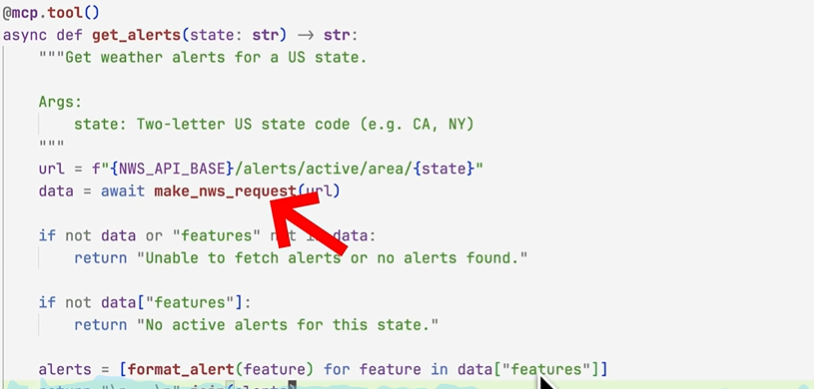 @mcp.tool()
async def get_alerts(state: str) -> str:
"""Get weather alerts for a US state.
Args:
state: Two-letter US state code (e.g. CA, NY)
"""
url = f"{NWS_API_BASE}/alerts/active/area/{state}"
data = await make_nws_request(url)
if not data or "features" data:
return "Unable to fetch alerts or no alerts found."
if not data["features"]:
return "No active alerts for this state."
alerts = [format_alert(feature) for feature in data["features"]]